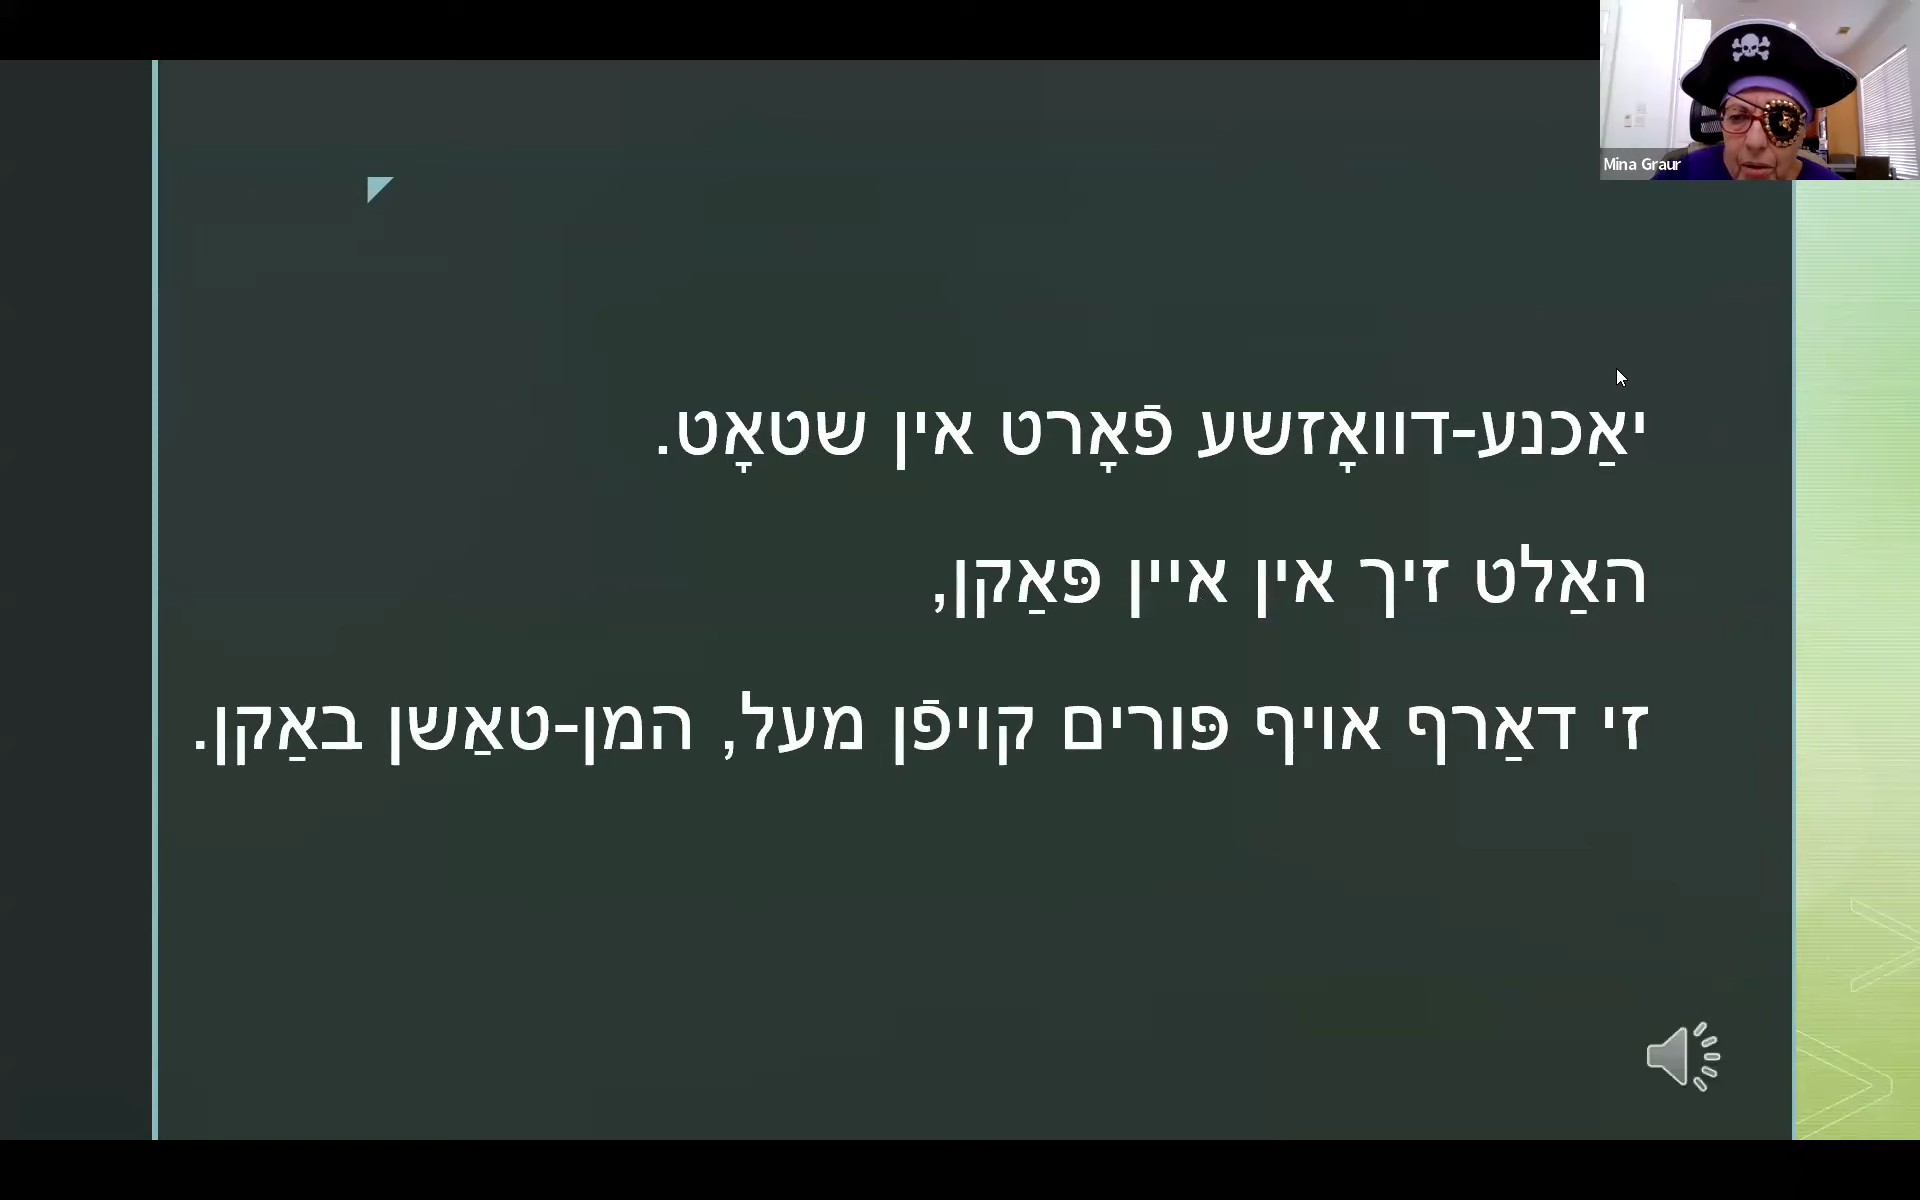 Mina Graur
יאַכנע-דוואָזשע פֿאָרט אין שטאָט.
האַלט זיך אין איין פּאַקן,
זי דאַרף אויף פּורים קויפֿן מעל, המן-טאַשן באַקן.